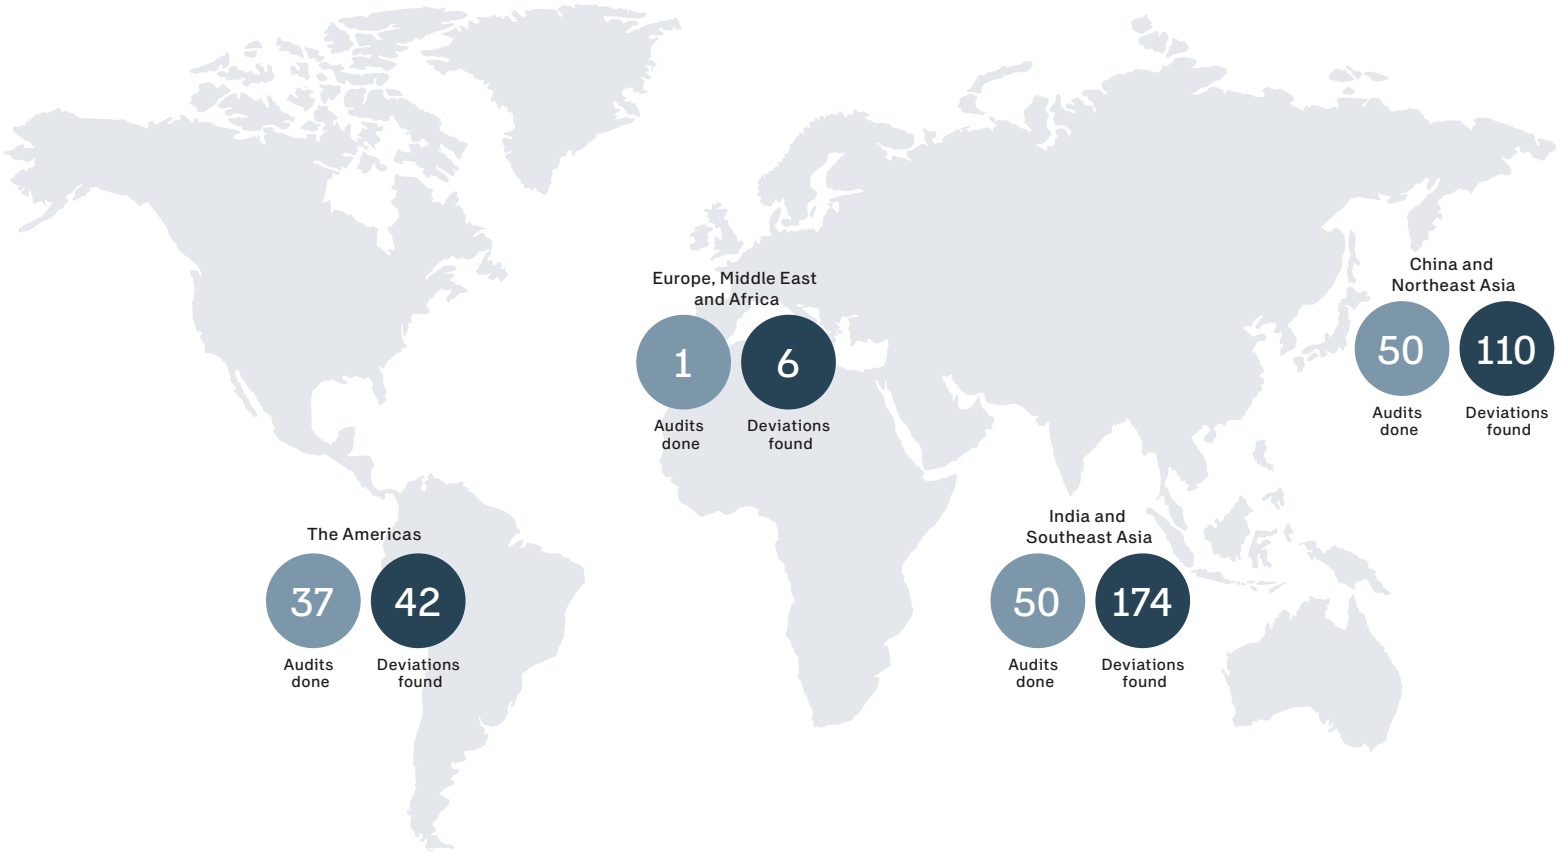 Europe, Middle East
and Africa
1 6
Audits
done
Deviations
found
China and
Northeast Asia
50 110
Audits
done
Deviations
found
The Americas
37 42
Audits
done
Deviations
found
India and
Southeast Asia
50 174
Audits
done
Deviations
found